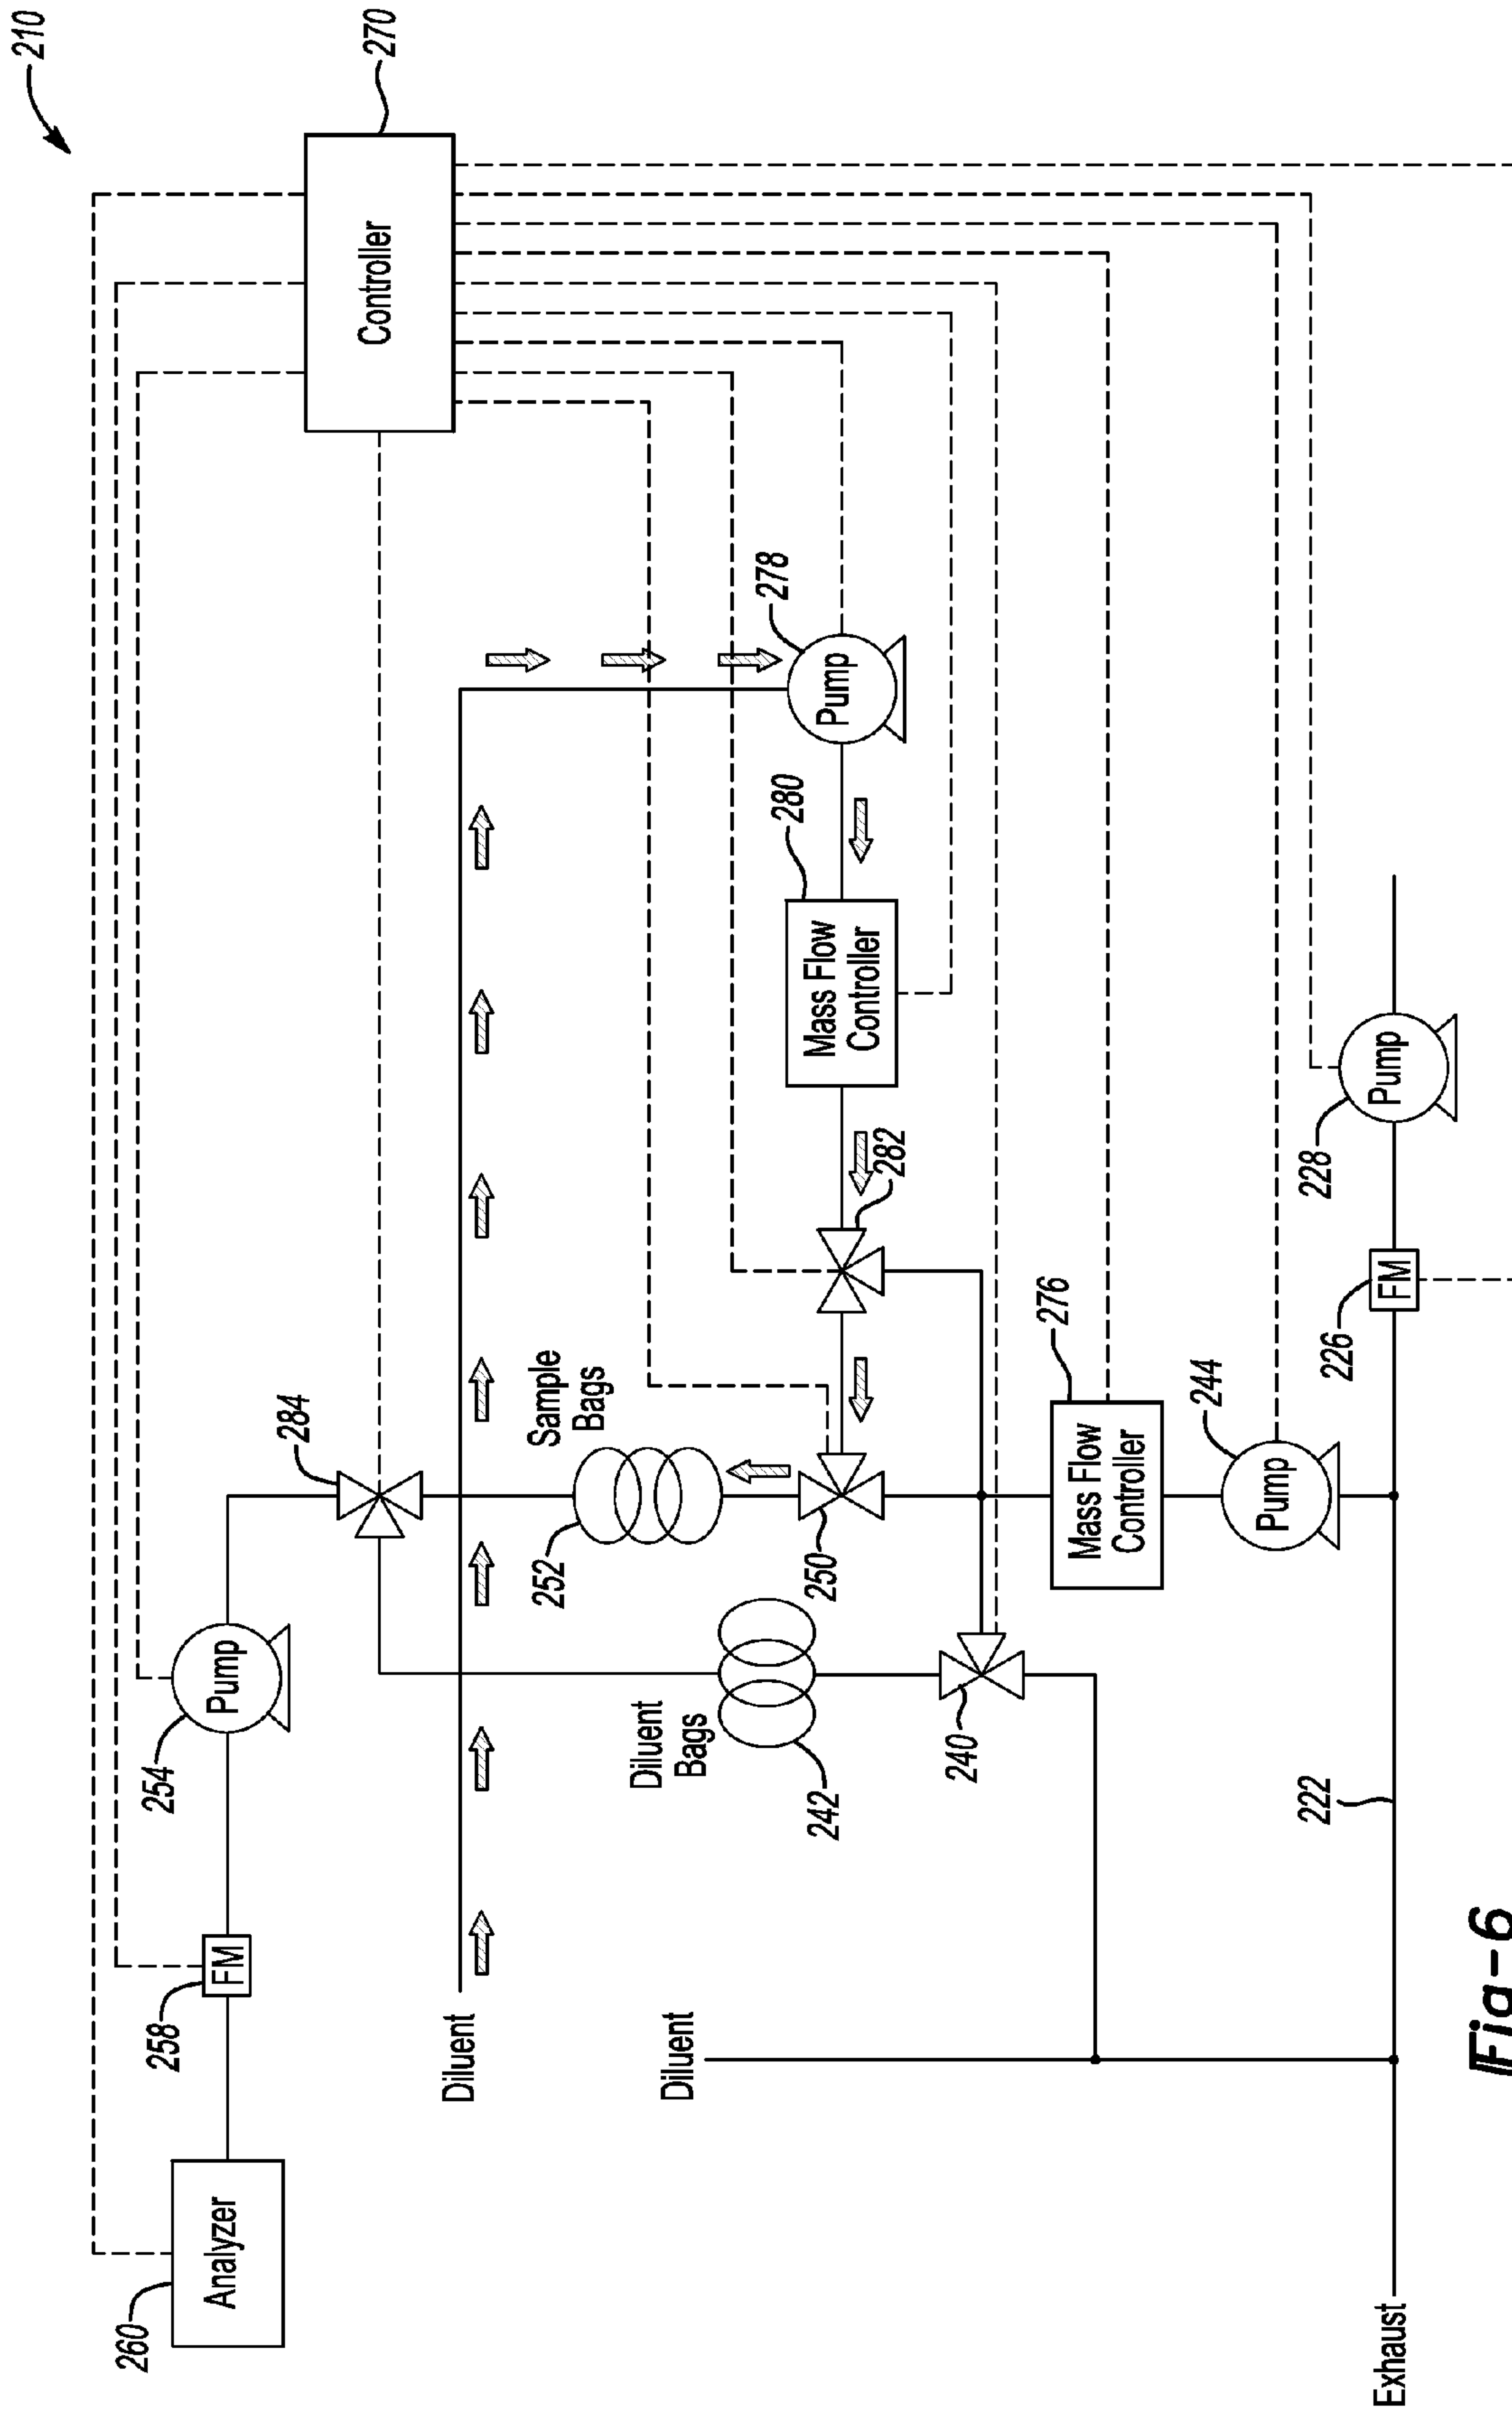 210
270
Controller
260
Analyzer
258
FM
254
Pump
284
Diluent
Sample
Bags
252
250
Diluent
Bags
242
240
278
Pump
280
Mass Flow
Controller
282
276
Mass Flow
Controller
244
Pump
Diluent
222
226
FM
228
Pump
Exhaust
Fig-6